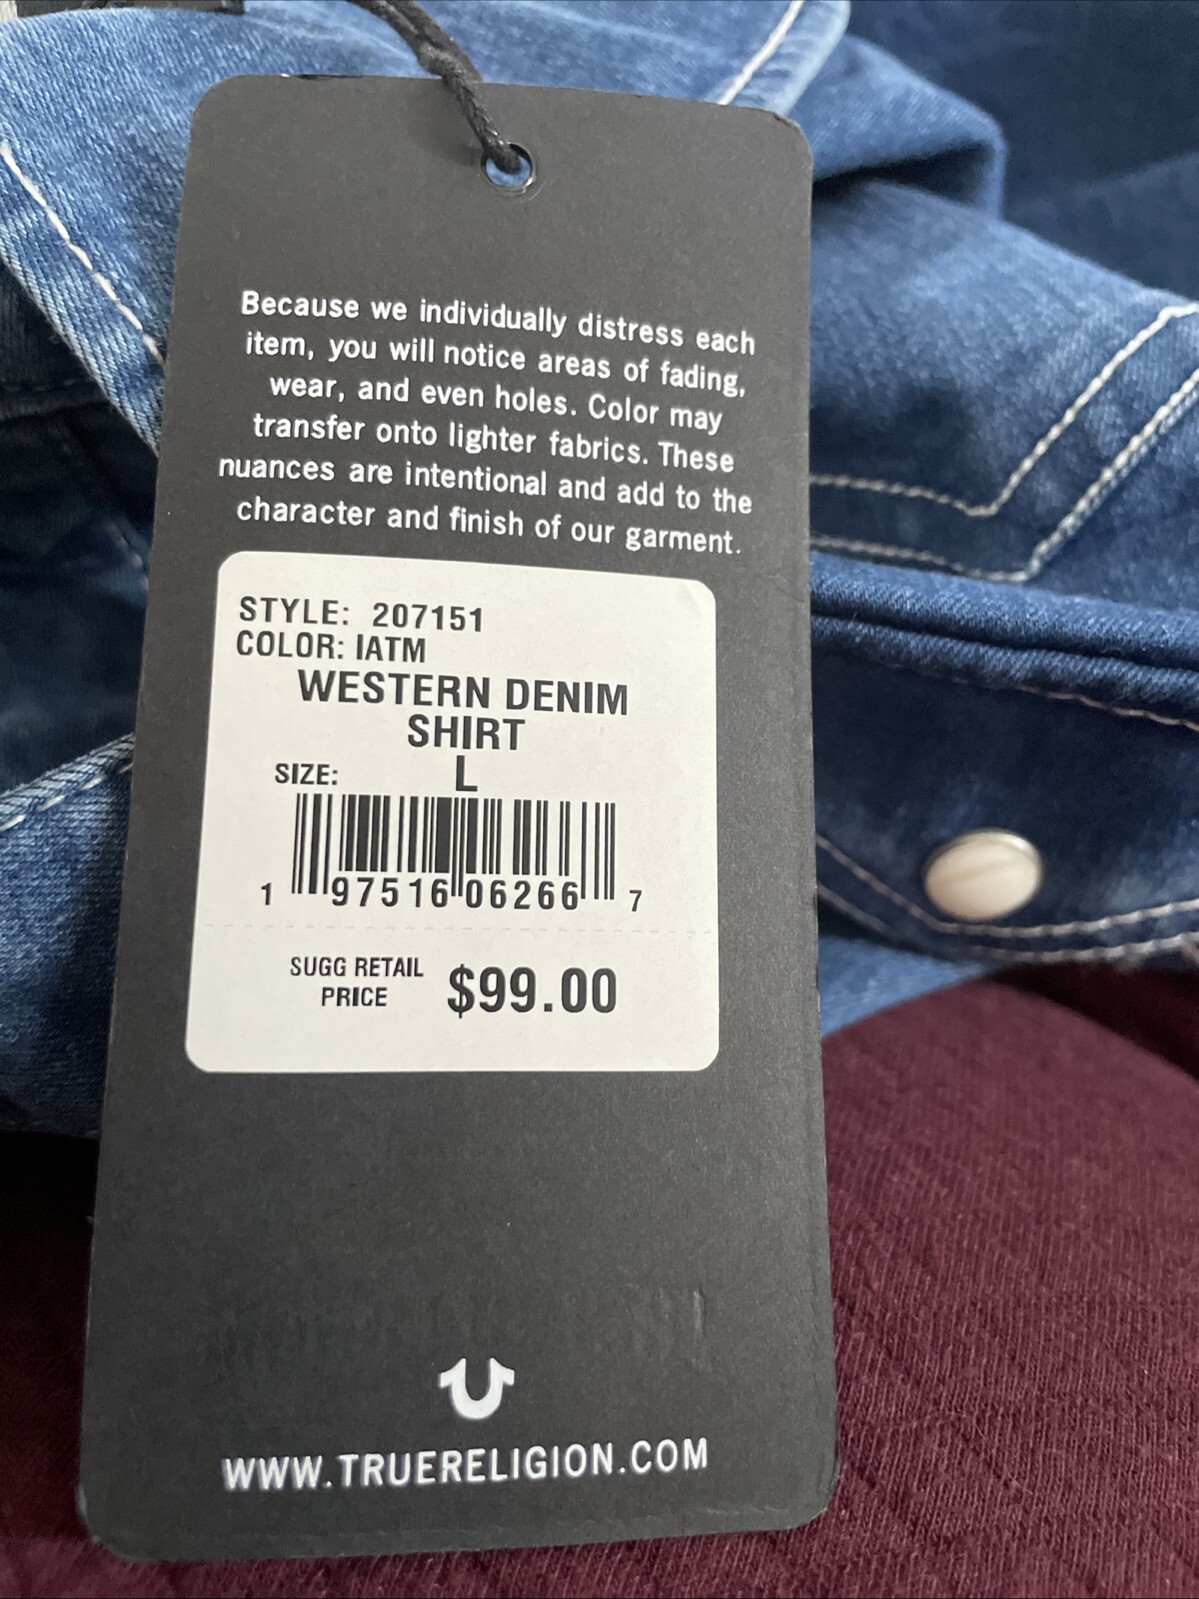 Because we individually distress each
item, you will notice areas of fading,
wear, and even holes. Color may
transfer onto lighter fabrics. These
nuances are intentional and add to the
character and finish of our garment.
STYLE: 207151
COLOR: IATM
WESTERN DENIM
SHIRT
SIZE: L
1 97516 06266 7
SUGG RETAIL
PRICE $99.00
WWW.TRUERELIGION.COM